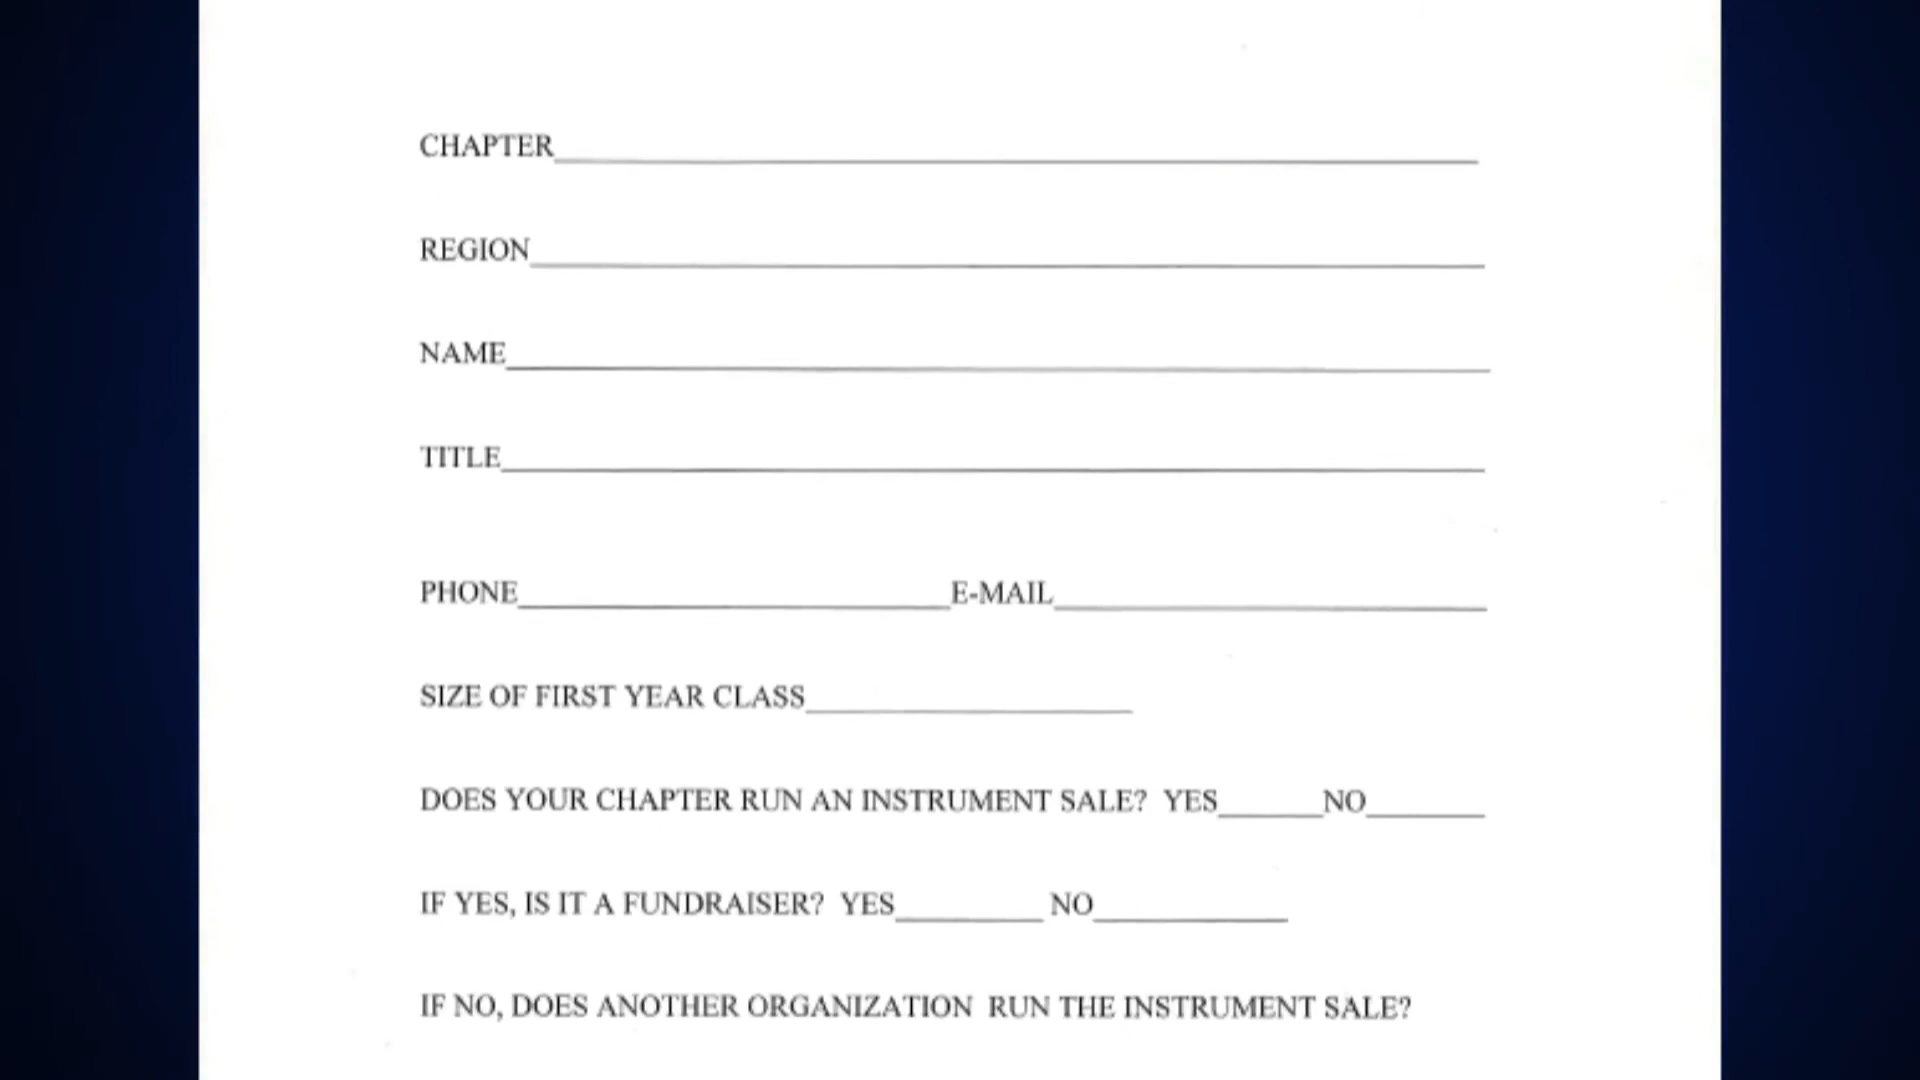 CHAPTER
REGION
NAME
TITLE
PHONE E-MAIL
SIZE OF FIRST YEAR CLASS
DOES YOUR CHAPTER RUN AN INSTRUMENT SALE? YES NO
IF YES, IS IT A FUNDRAISER? YES NO
IF NO, DOES ANOTHER ORGANIZATION RUN THE INSTRUMENT SALE?